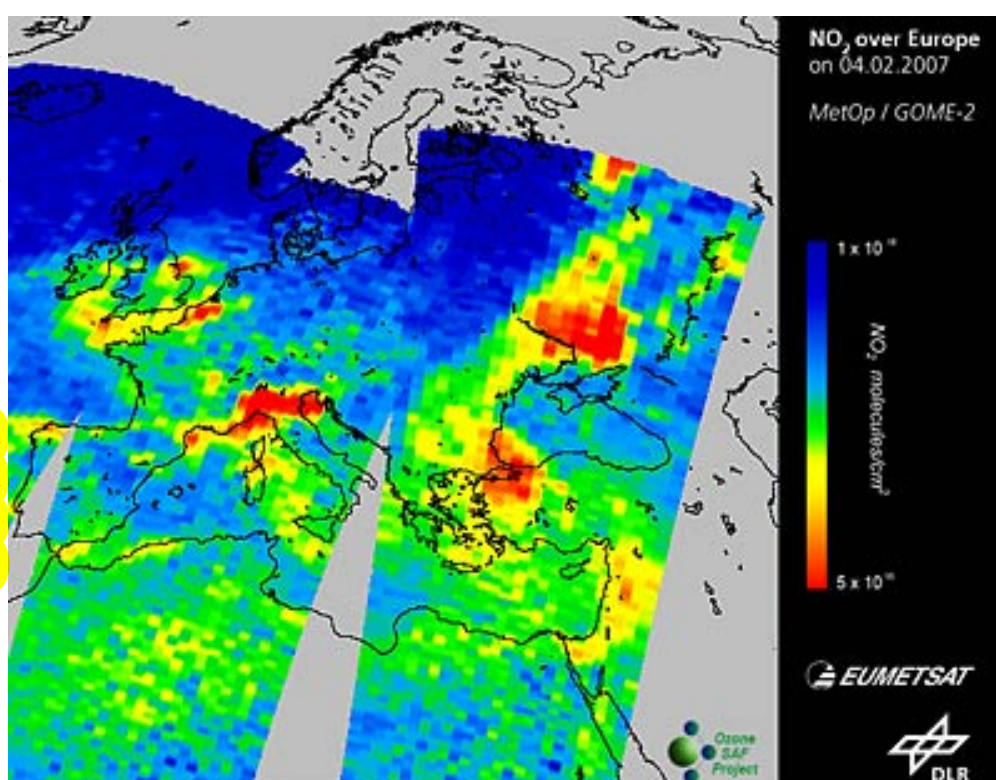 NO₂ over Europe
on 04.02.2007
MetOp / GOME-2
1 x 10
NO₂ molecules/cm²
5 x 10
EUMETSAT
Ozone
SAF
Project
DLR